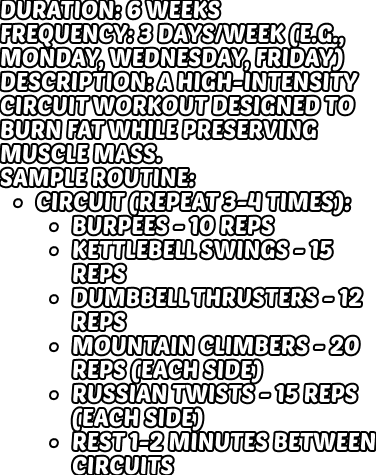 DURATION: 6 WEEKS
FREQUENCY: 3 DAYS/WEEK (E.G.,
MONDAY, WEDNESDAY, FRIDAY)
DESCRIPTION: A HIGH-INTENSITY
CIRCUIT WORKOUT DESIGNED TO
BURN FAT WHILE PRESERVING
MUSCLE MASS.
SAMPLE ROUTINE:
• CIRCUIT (REPEAT 3-4 TIMES):
• BURPEES - 10 REPS
• KETTLEBELL SWINGS - 15
REPS
• DUMBBELL THRUSTERS - 12
REPS
• MOUNTAIN CLIMBERS - 20
REPS (EACH SIDE)
• RUSSIAN TWISTS - 15 REPS
(EACH SIDE)
• REST 1-2 MINUTES BETWEEN
CIRCUITS